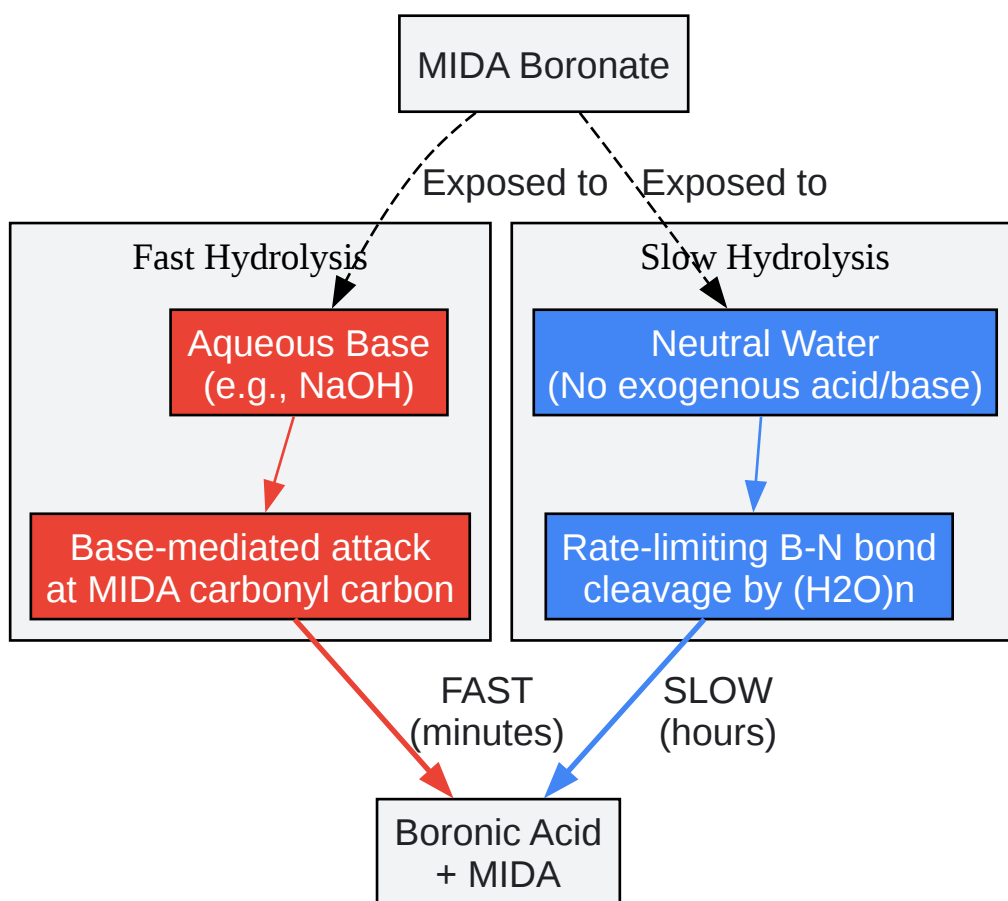 MIDA Boronate
Exposed to
Exposed to
Fast Hydrolysis
Slow Hydrolysis
Aqueous Base
(e.g., NaOH)
Neutral Water
(No exogenous acid/base)
Base-mediated attack
at MIDA carbonyl carbon
Rate-limiting B-N bond
cleavage by (H2O)n
FAST
(minutes)
SLOW
(hours)
Boronic Acid
+ MIDA